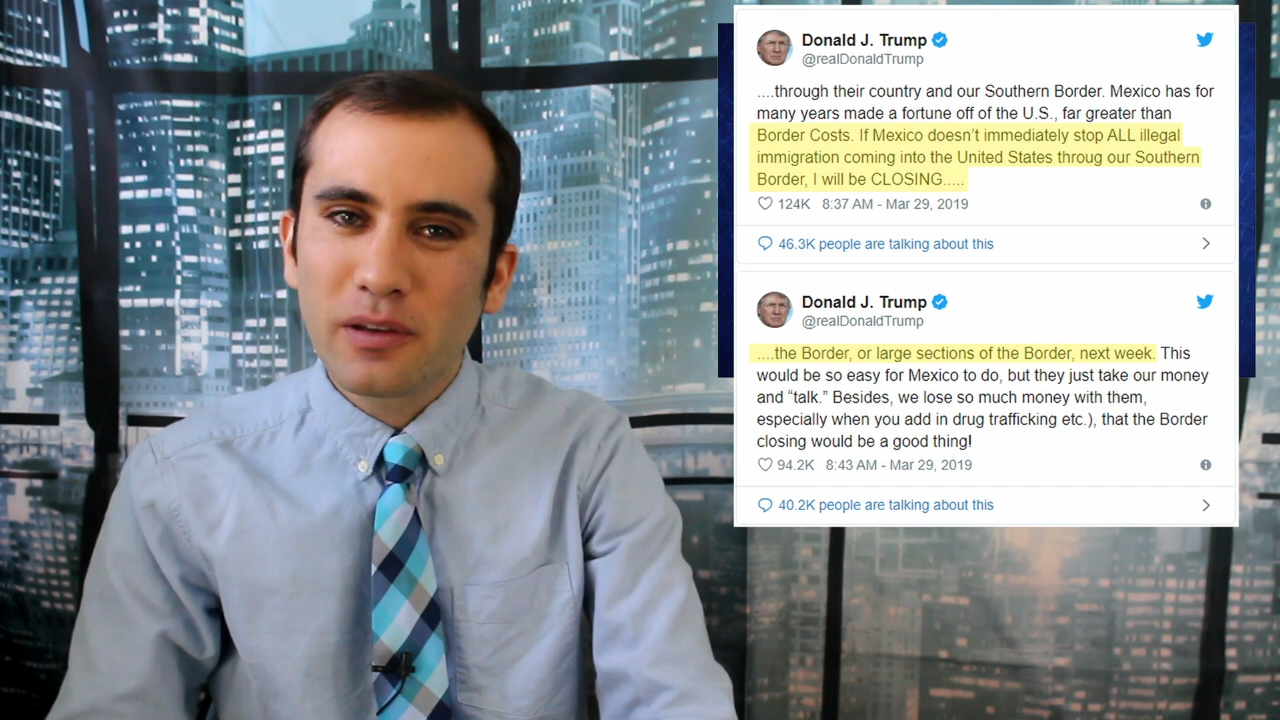 Donald J. Trump
@realDonaldTrump
....through their country and our Southern Border. Mexico has for
many years made a fortune off of the U.S., far greater than
Border Costs. If Mexico doesn’t immediately stop ALL illegal
immigration coming into the United States throug our Southern
Border, I will be CLOSING.....
124K 8:37 AM - Mar 29, 2019
46.3K people are talking about this
Donald J. Trump
@realDonaldTrump
....the Border, or large sections of the Border, next week. This
would be so easy for Mexico to do, but they just take our money
and “talk.” Besides, we lose so much money with them,
especially when you add in drug trafficking etc.), that the Border
closing would be a good thing!
94.2K 8:43 AM - Mar 29, 2019
40.2K people are talking about this